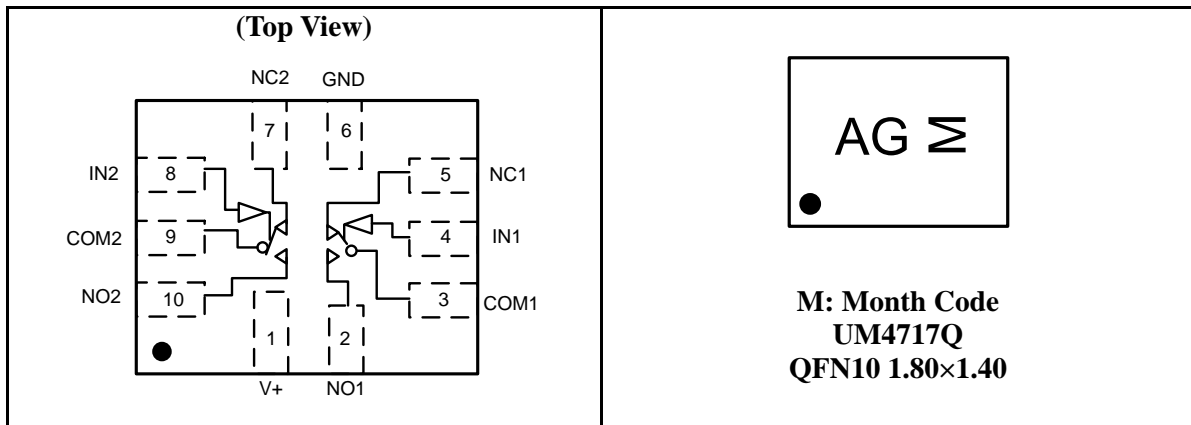 (Top View)
NC2 GND
7 6
IN2 8 5 NC1
COM2 9 4 IN1
NO2 10 3 COM1
1 2
V+ NO1
AG M
M: Month Code
UM4717Q
QFN10 1.80×1.40